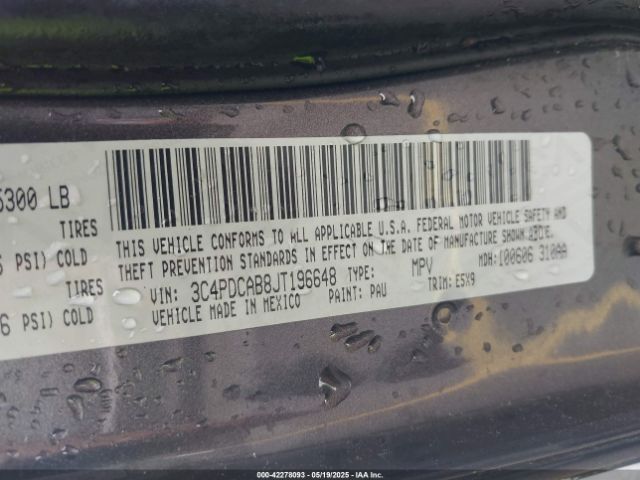 5300 LB
TIRES
PSI) COLD
TIRES
PSI) COLD
THIS VEHICLE CONFORMS TO ALL APPLICABLE U.S.A. FEDERAL MOTOR VEHICLE SAFETY AND
THEFT PREVENTION STANDARDS IN EFFECT ON THE DATE OF MANUFACTURE SHOWN ABOVE.
VIN: 3C4PDCAB8JT196648 TYPE: MPV MDH: 100606 310AA
VEHICLE MADE IN MEXICO PAINT: PAU TRIM: E5X9
000-42278093 - 05/19/2025 - IAA Inc.